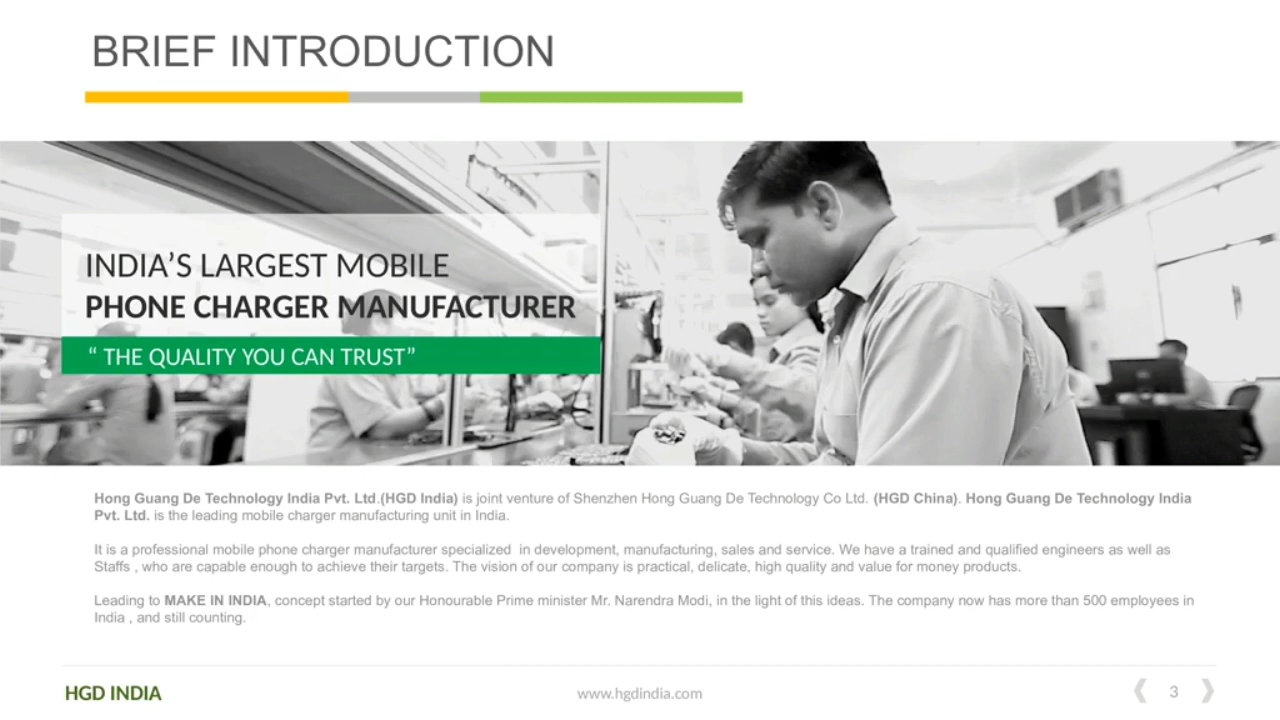 BRIEF INTRODUCTION
INDIA’S LARGEST MOBILE
PHONE CHARGER MANUFACTURER
“ THE QUALITY YOU CAN TRUST”
Hong Guang De Technology India Pvt. Ltd.(HGD India) is joint venture of Shenzhen Hong Guang De Technology Co Ltd. (HGD China). Hong Guang De Technology India
Pvt. Ltd. is the leading mobile charger manufacturing unit in India.
It is a professional mobile phone charger manufacturer specialized  in development, manufacturing, sales and service. We have a trained and qualified engineers as well as
Staffs , who are capable enough to achieve their targets. The vision of our company is practical, delicate, high quality and value for money products.
Leading to MAKE IN INDIA, concept started by our Honourable Prime minister Mr. Narendra Modi, in the light of this ideas. The company now has more than 500 employees in
India , and still counting.
HGD INDIA
www.hgdindia.com
3